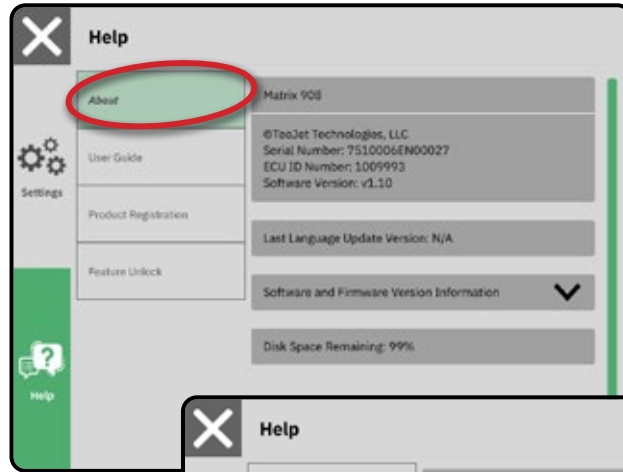 Help
About
User Guide
Product Registration
Feature Unlock
Settings
Help
Matrix 908
©TeeJet Technologies, LLC
Serial Number: 7510006EN00027
ECU ID Number: 1009993
Software Version: v1.10
Last Language Update Version: N/A
Software and Firmware Version Information
Disk Space Remaining: 99%
Help